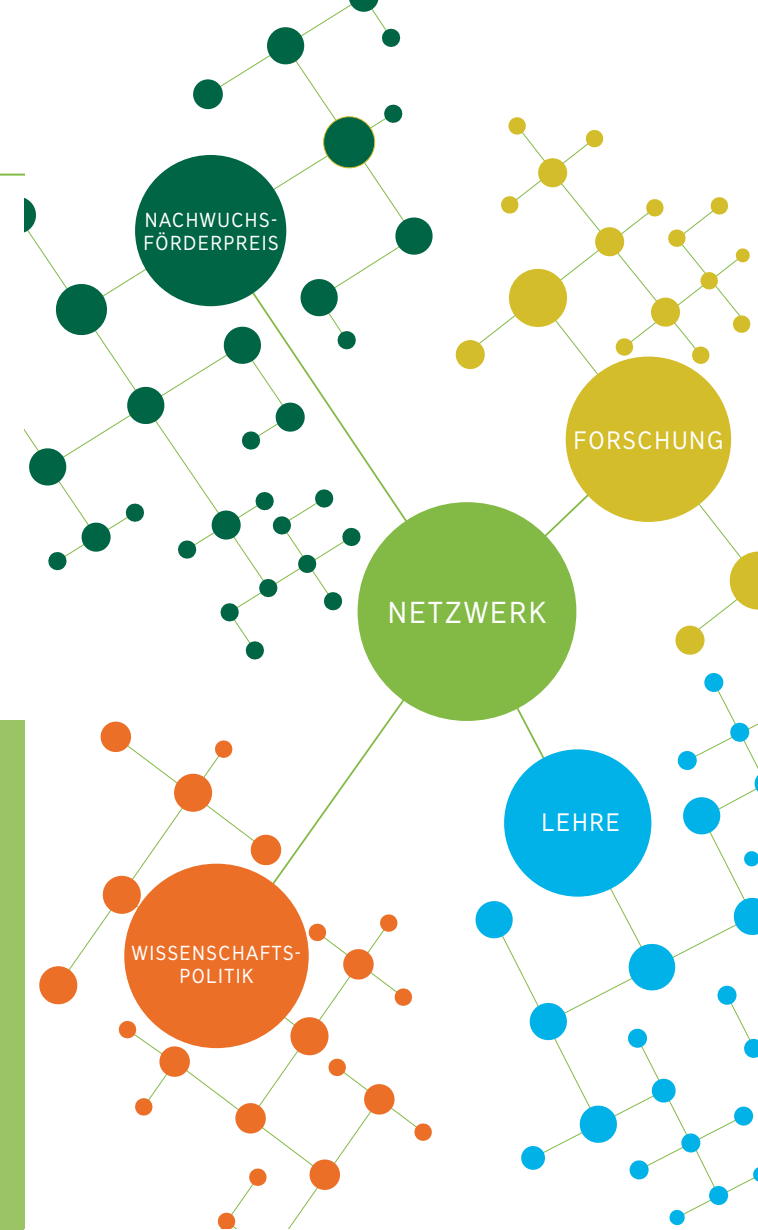 NACHWUCHS-
FÖRDERPREIS
FORSCHUNG
NETZWERK
LEHRE
WISSENSCHAFTS-
POLITIK